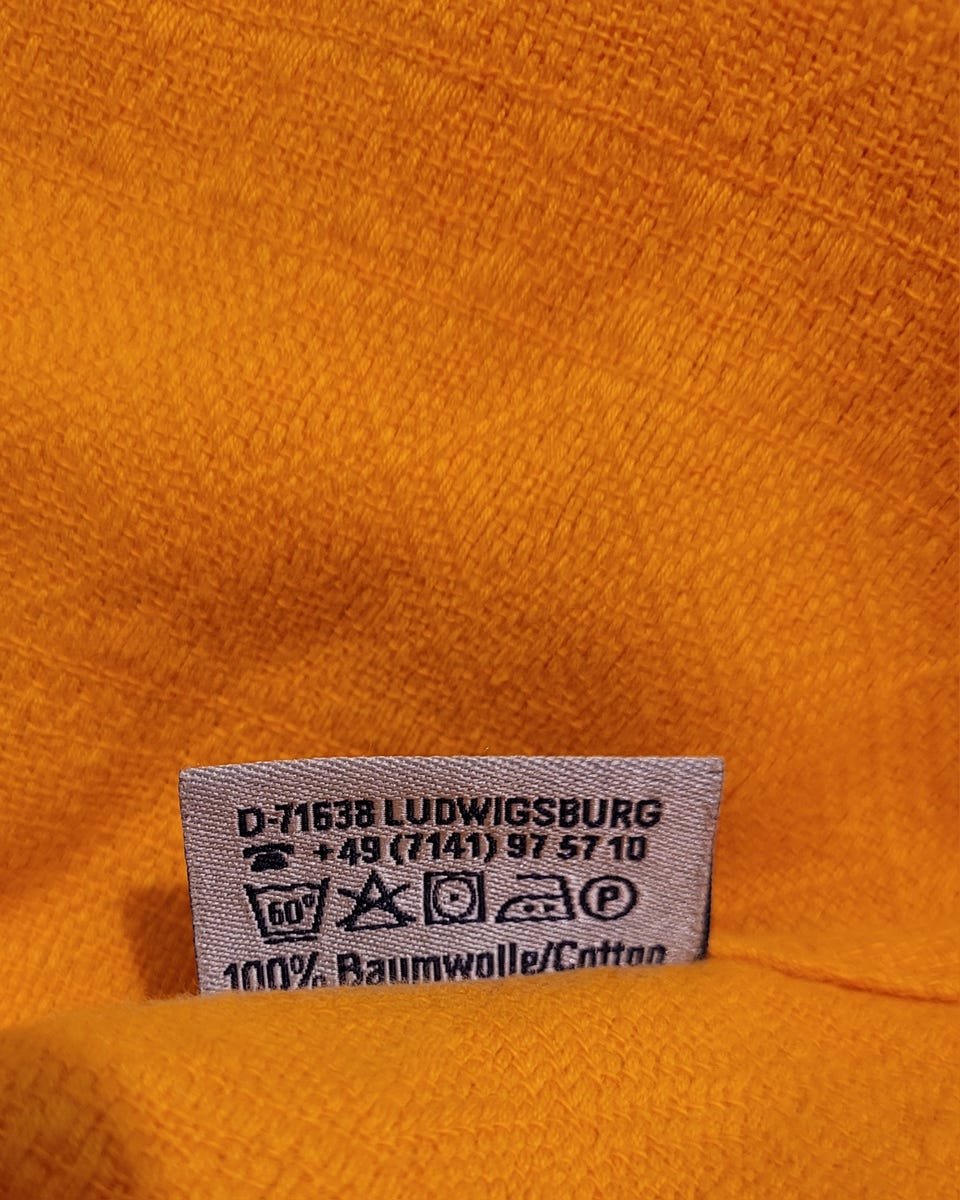 D-71638 LUDWIGSBURG
☎ +49 (7141) 97 57 10
60° P
100% Baumwolle/Cotton